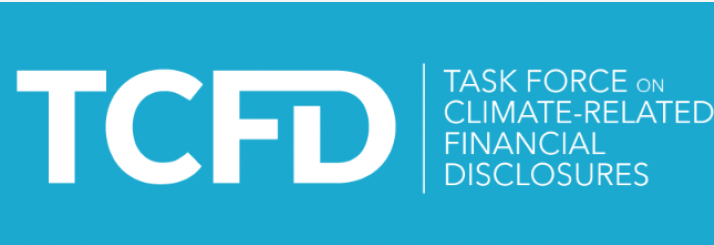 TCFD
TASK FORCE ON
CLIMATE-RELATED
FINANCIAL
DISCLOSURES